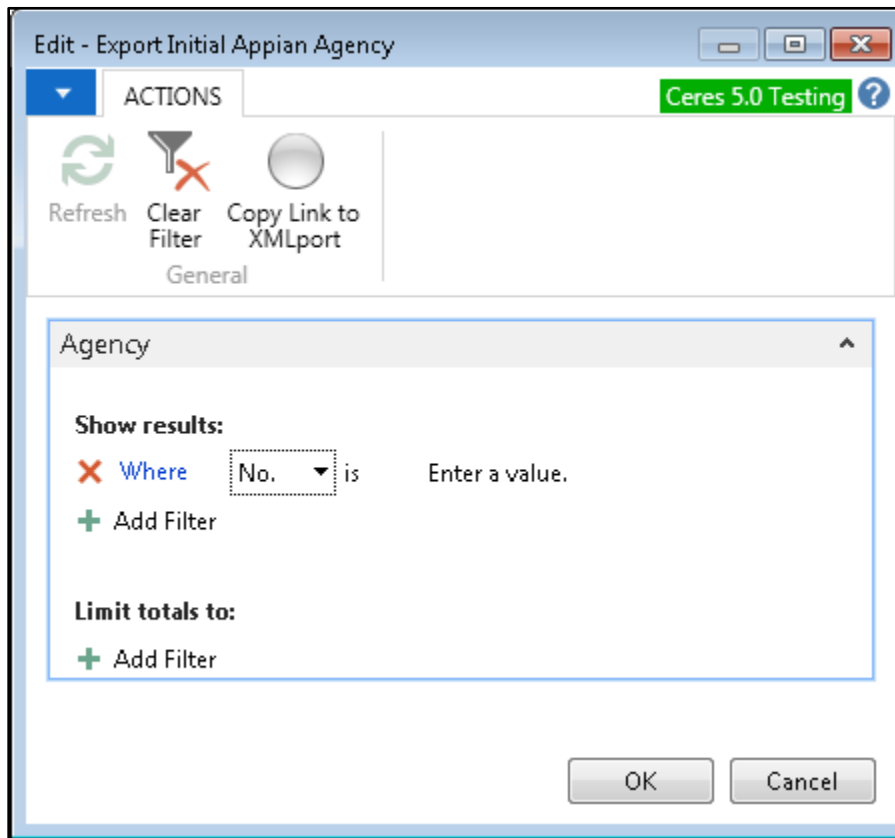 Edit - Export Initial Appian Agency
ACTIONS
Ceres 5.0 Testing ?
Refresh Clear Filter Copy Link to XMLport
General
Agency
Show results:
Where No. is Enter a value.
Add Filter
Limit totals to:
Add Filter
OK Cancel